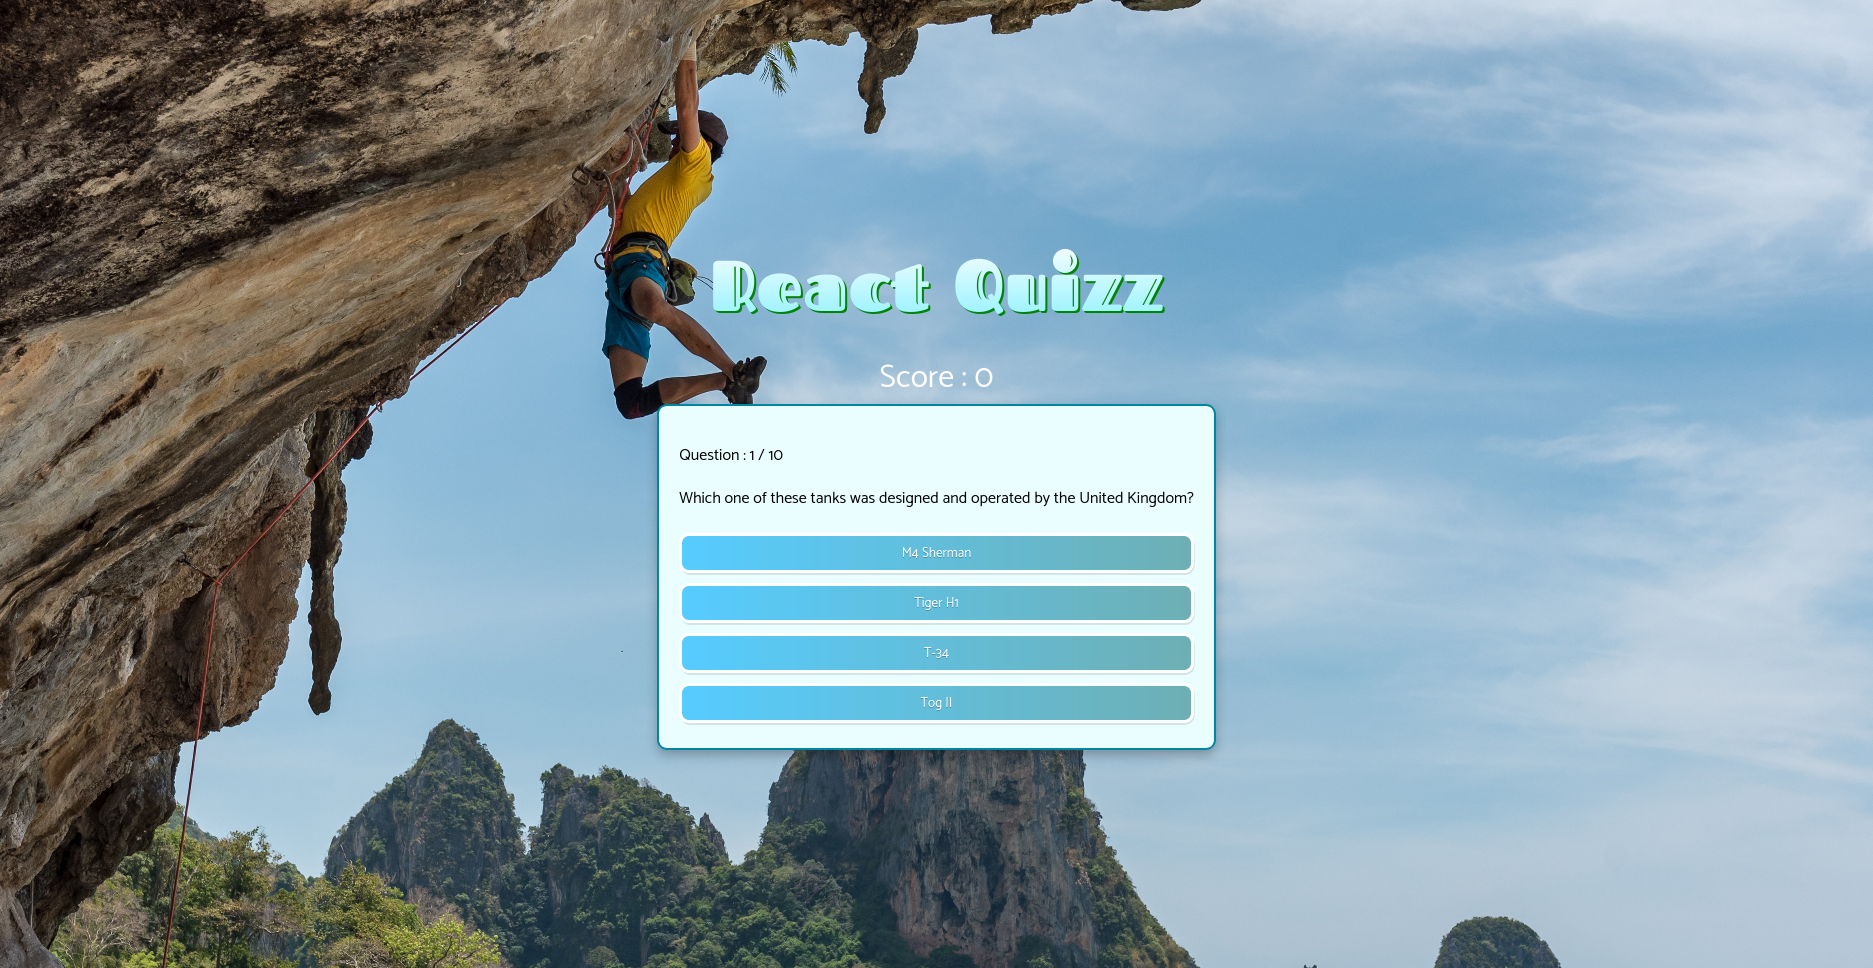 React Quizz
Score : 0
Question : 1 / 10
Which one of these tanks was designed and operated by the United Kingdom?
M4 Sherman
Tiger H1
T-34
Tog II